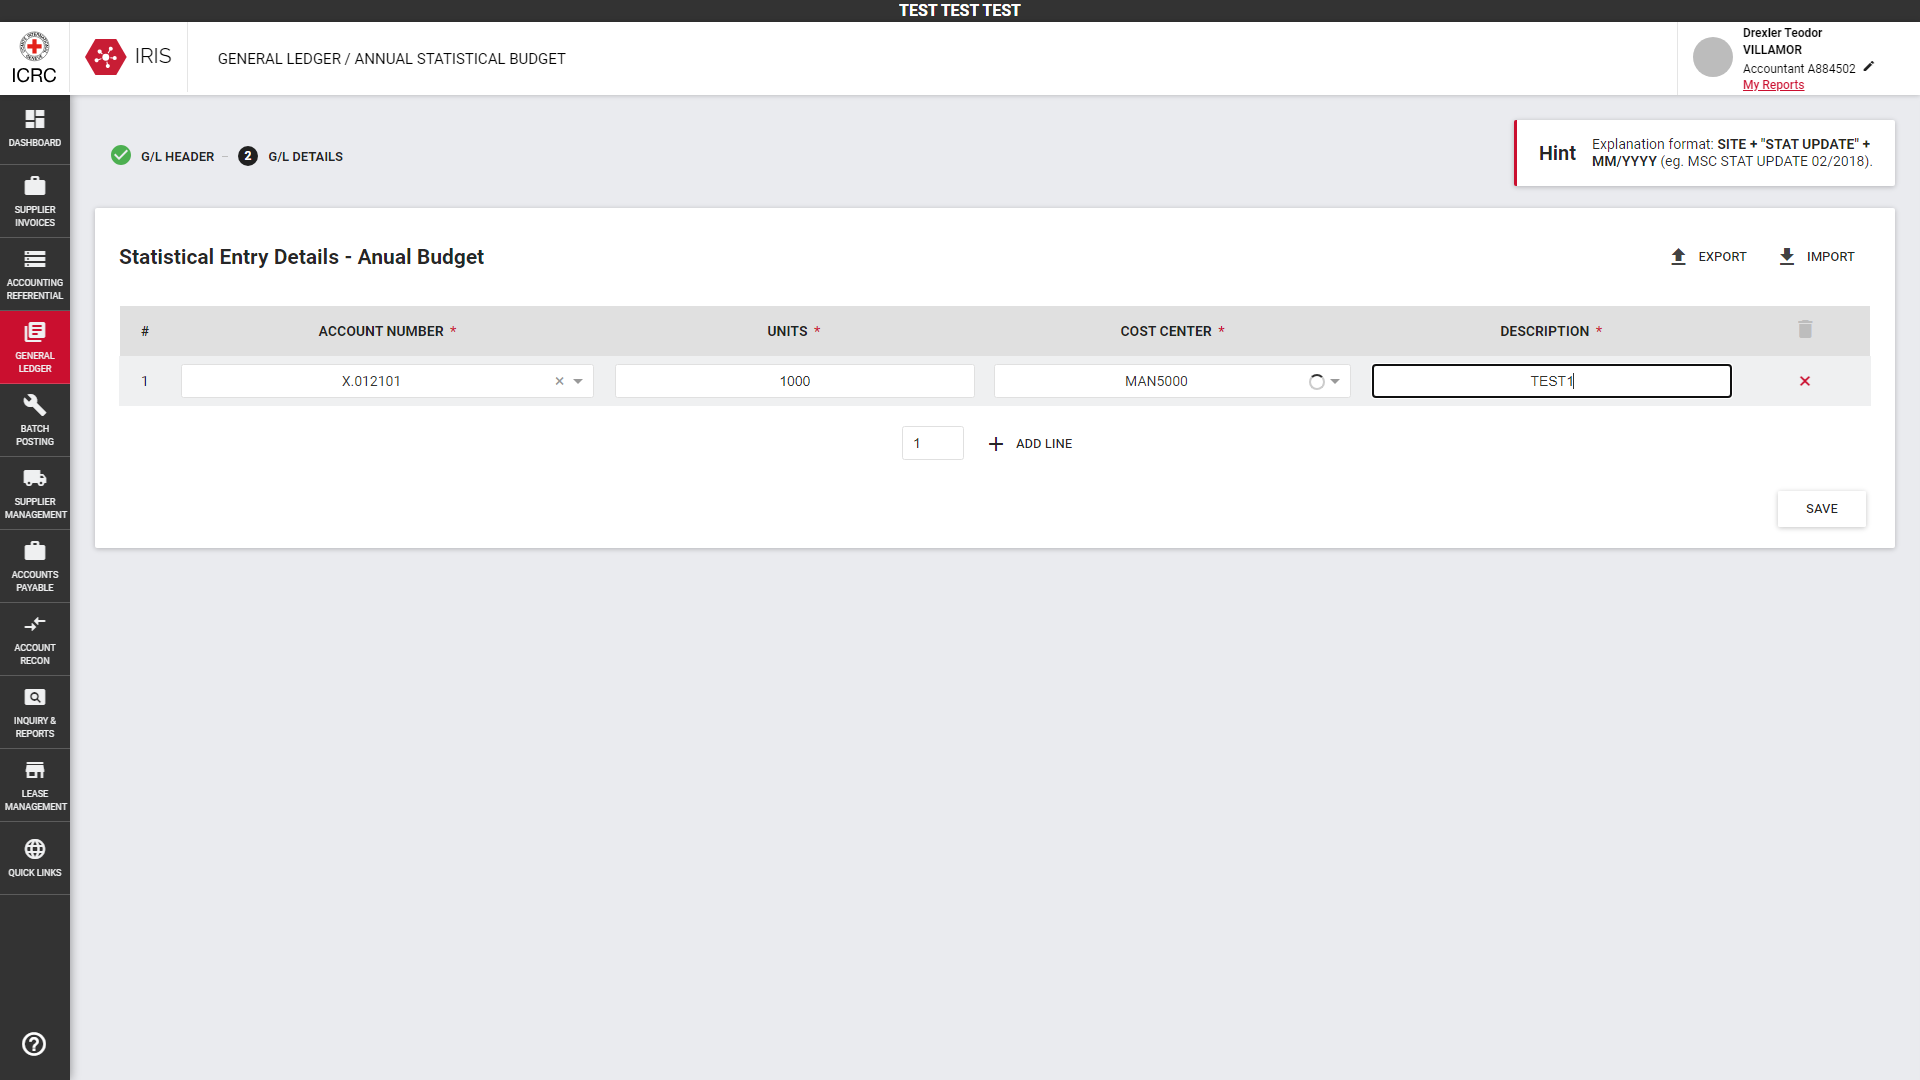 TEST TEST TEST
ICRC
IRIS
GENERAL LEDGER / ANNUAL STATISTICAL BUDGET
Drexler Teodor
VILLAMOR
Accountant A884502
My Reports
DASHBOARD
SUPPLIER
INVOICES
ACCOUNTING
REFERENTIAL
GENERAL
LEDGER
BATCH
POSTING
SUPPLIER
MANAGEMENT
ACCOUNTS
PAYABLE
ACCOUNT
RECON
INQUIRY &
REPORTS
LEASE
MANAGEMENT
QUICK LINKS
G/L HEADER – 2 G/L DETAILS
Hint
Explanation format: SITE + "STAT UPDATE" +
MM/YYYY (eg. MSC STAT UPDATE 02/2018).
Statistical Entry Details - Anual Budget
EXPORT
IMPORT
# ACCOUNT NUMBER * UNITS * COST CENTER * DESCRIPTION *
1 X.012101 × 1000 MAN5000 TEST1 ×
1 + ADD LINE
SAVE